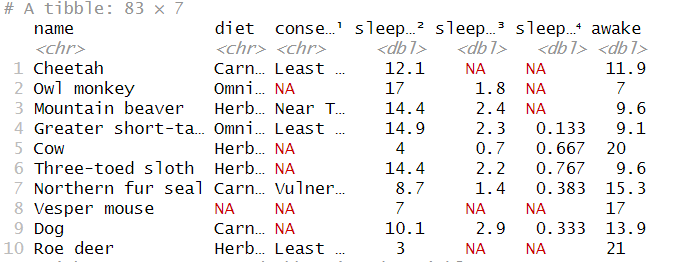 # A tibble: 83 × 7
name diet conse…¹ sleep…² sleep…³ sleep…⁴ awake
<chr> <chr> <chr> <dbl> <dbl> <dbl> <dbl>
1 Cheetah Carn… Least … 12.1 NA NA 11.9
2 Owl monkey Omni… NA 17 1.8 NA 7
3 Mountain beaver Herb… Near T… 14.4 2.4 NA 9.6
4 Greater short-ta… Omni… Least … 14.9 2.3 0.133 9.1
5 Cow Herb… NA 4 0.7 0.667 20
6 Three-toed sloth Herb… NA 14.4 2.2 0.767 9.6
7 Northern fur seal Carn… Vulner… 8.7 1.4 0.383 15.3
8 Vesper mouse NA NA 7 NA NA 17
9 Dog Carn… NA 10.1 2.9 0.333 13.9
10 Roe deer Herb… Least … 3 NA NA 21